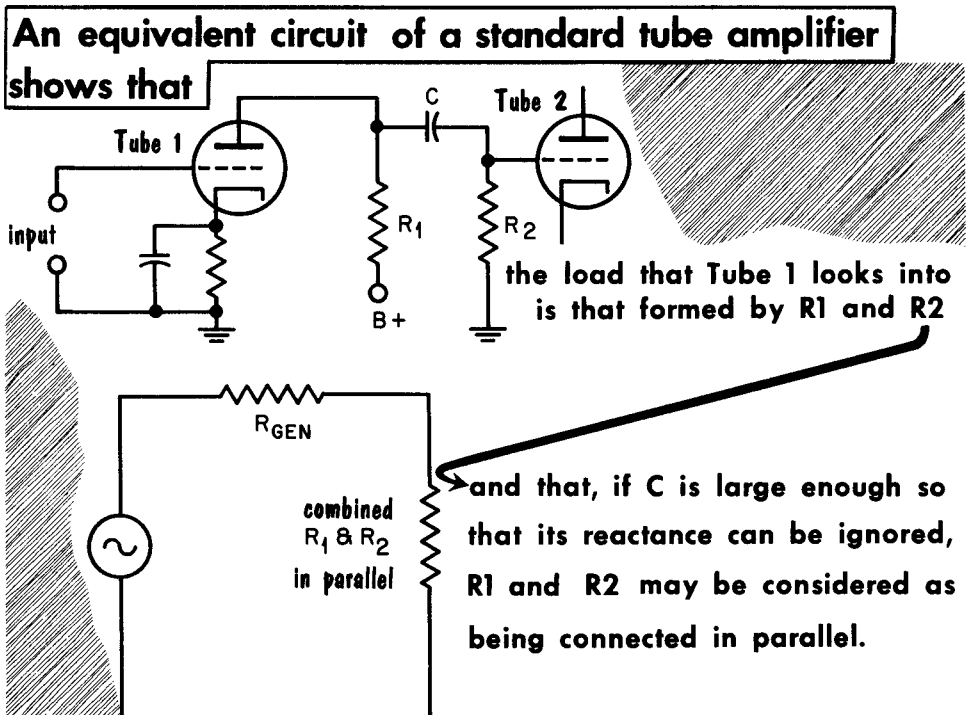 An equivalent circuit of a standard tube amplifier
shows that
Tube 1
C
Tube 2
input
R1
R2
B+
the load that Tube 1 looks into
is that formed by R1 and R2
RGEN
combined
R1 & R2
in parallel
and that, if C is large enough so
that its reactance can be ignored,
R1 and R2 may be considered as
being connected in parallel.